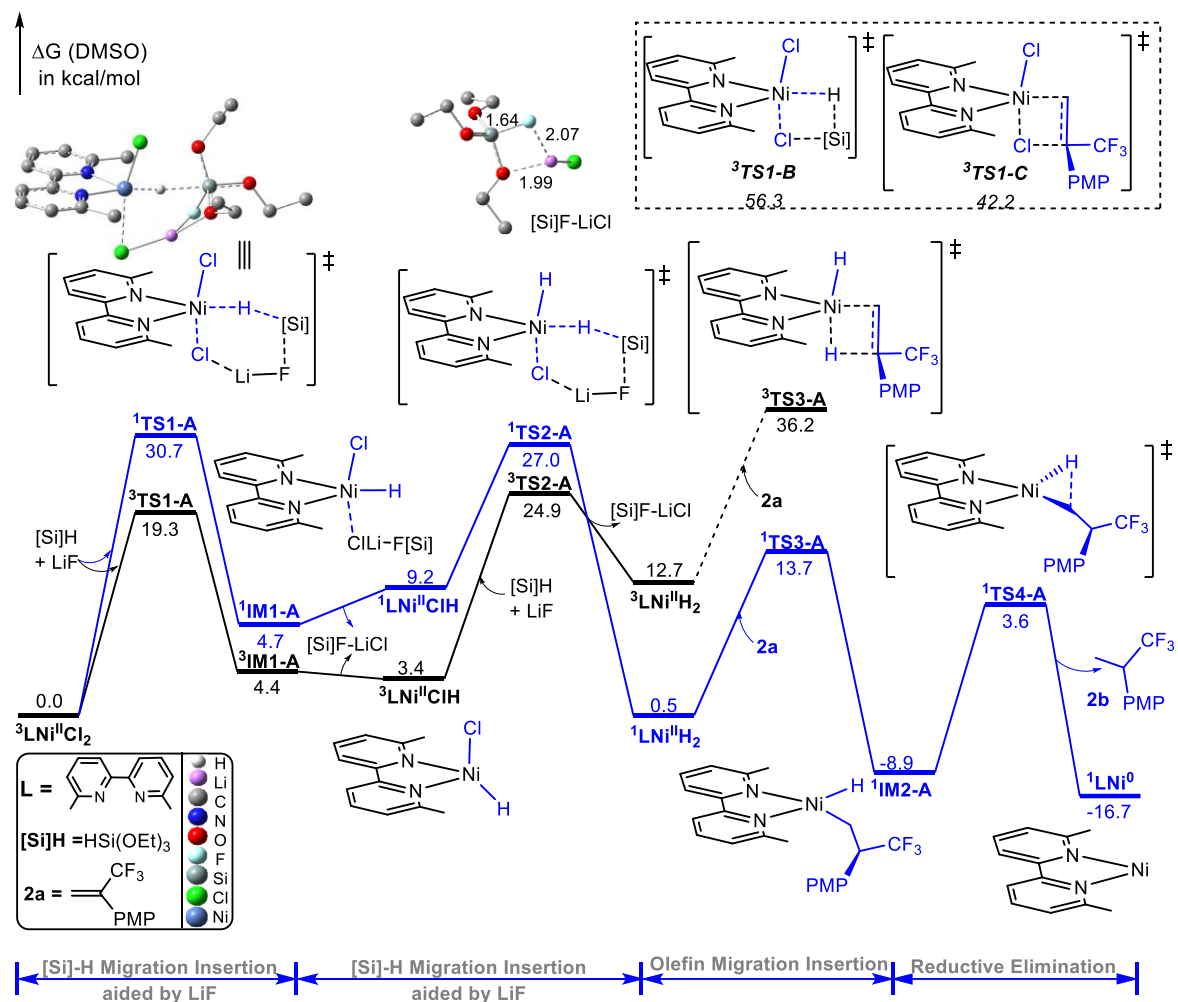 ΔG (DMSO)
in kcal/mol
1.64
2.07
1.99
[Si]F-LiCl
Cl
N
Ni
H
N
Cl
[Si]
‡
³TS1-B
56.3
Cl
N
Ni
N
Cl
CF₃
PMP
‡
³TS1-C
42.2
Cl
N
Ni
H
N
[Si]
Cl
Li
F
‡
H
N
Ni
H
N
[Si]
Cl
Li
F
‡
H
N
Ni
N
H
CF₃
PMP
‡
³TS3-A
36.2
¹TS1-A
30.7
³TS1-A
19.3
[Si]H
+ LiF
Cl
N
Ni
H
N
ClLi-F[Si]
¹TS2-A
27.0
³TS2-A
24.9
[Si]F-LiCl
2a
N
Ni
H
N
CF₃
PMP
‡
¹IM1-A
4.7
[Si]F-LiCl
³IM1-A
4.4
9.2
¹LNiᴵᴵClH
3.4
³LNiᴵᴵClH
[Si]H
+ LiF
12.7
³LNiᴵᴵH₂
¹TS3-A
13.7
2a
¹TS4-A
3.6
CF₃
2b
PMP
0.0
³LNiᴵᴵCl₂
0.5
¹LNiᴵᴵH₂
-8.9
¹IM2-A
¹LNi⁰
-16.7
Cl
N
Ni
N
H
N
Ni
H
N
CF₃
PMP
N
Ni
N
L =
N
N
[Si]H =HSi(OEt)₃
2a =
CF₃
PMP
H
Li
C
N
O
F
Si
Cl
Ni
[Si]-H Migration Insertion
aided by LiF
[Si]-H Migration Insertion
aided by LiF
Olefin Migration Insertion
Reductive Elimination